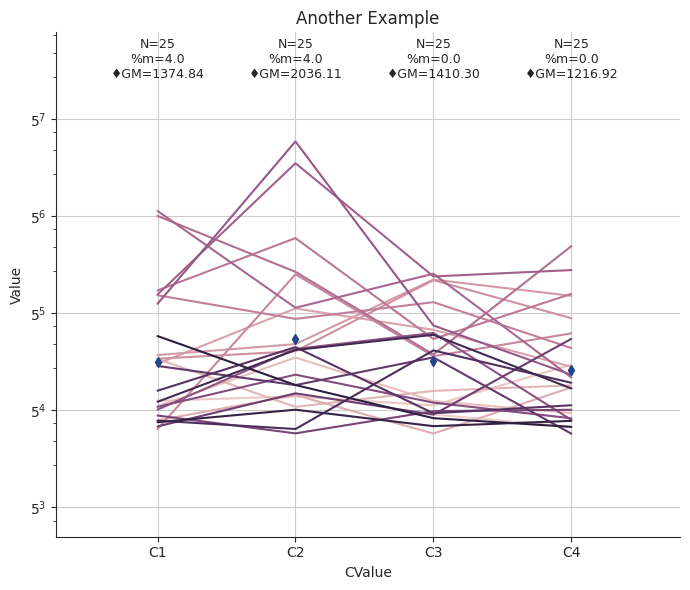 Another Example
N=25 N=25 N=25 N=25
%m=4.0 %m=4.0 %m=0.0 %m=0.0
♦GM=1374.84 ♦GM=2036.11 ♦GM=1410.30 ♦GM=1216.92
5⁷
5⁶
5⁵
5⁴
5³
Value
C1 C2 C3 C4
CValue